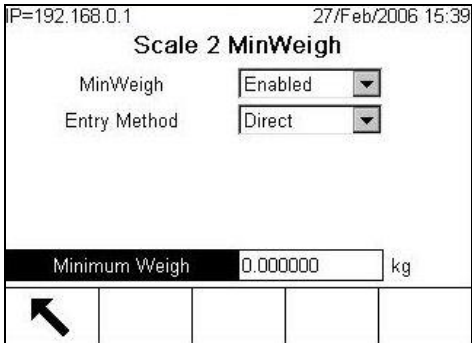 IP=192.168.0.1 27/Feb/2006 15:39
Scale 2 MinWeigh
MinWeigh Enabled
Entry Method Direct
Minimum Weigh 0.000000 kg